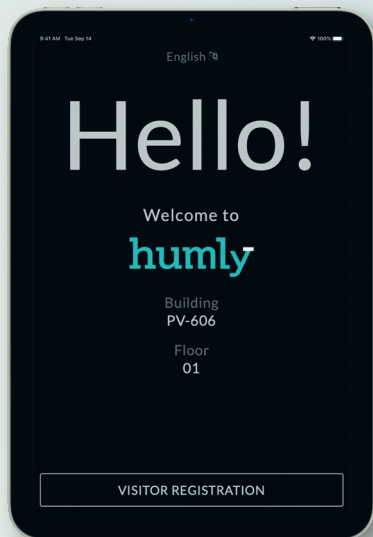 9:41 AM Tue Sep 14
100%
English
Hello!
Welcome to
humly
Building
PV-606
Floor
01
VISITOR REGISTRATION